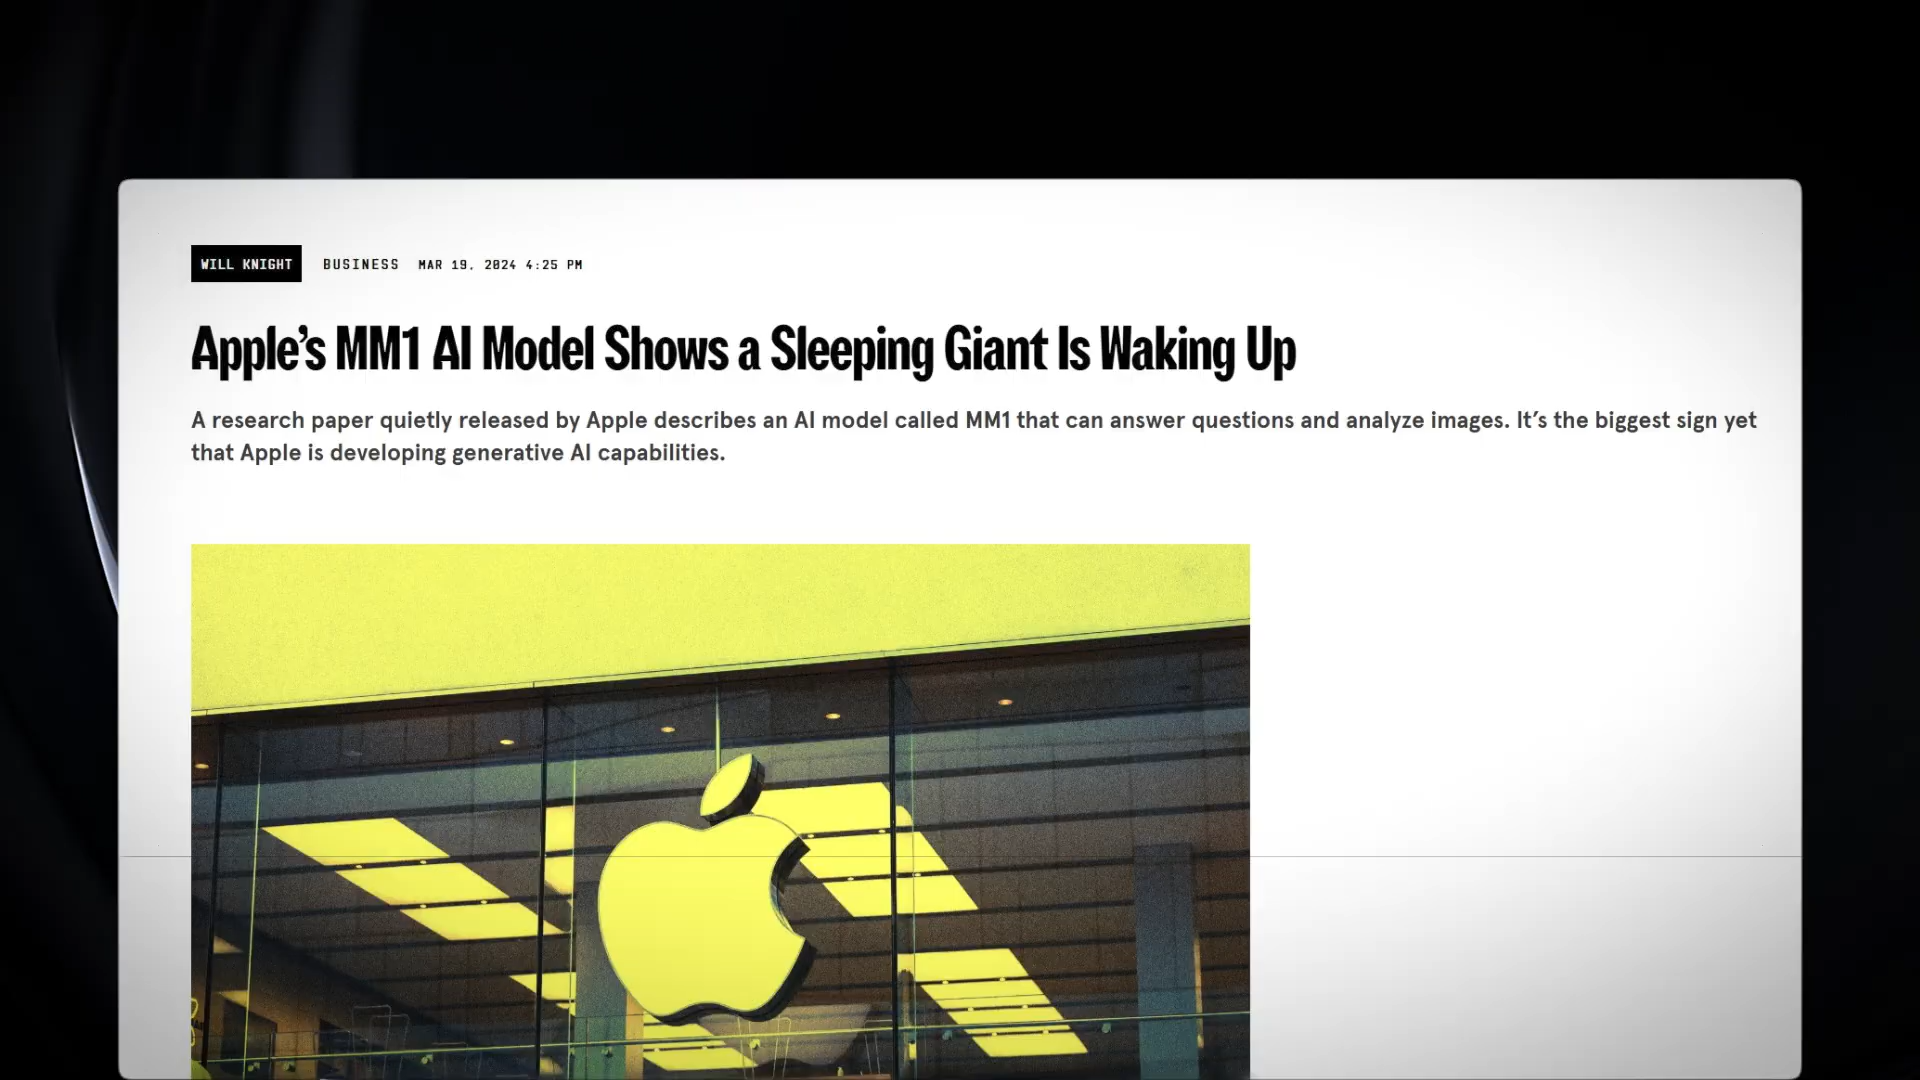 WILL KNIGHT BUSINESS MAR 19, 2024 4:25 PM
Apple’s MM1 AI Model Shows a Sleeping Giant Is Waking Up
A research paper quietly released by Apple describes an AI model called MM1 that can answer questions and analyze images. It’s the biggest sign yet
that Apple is developing generative AI capabilities.